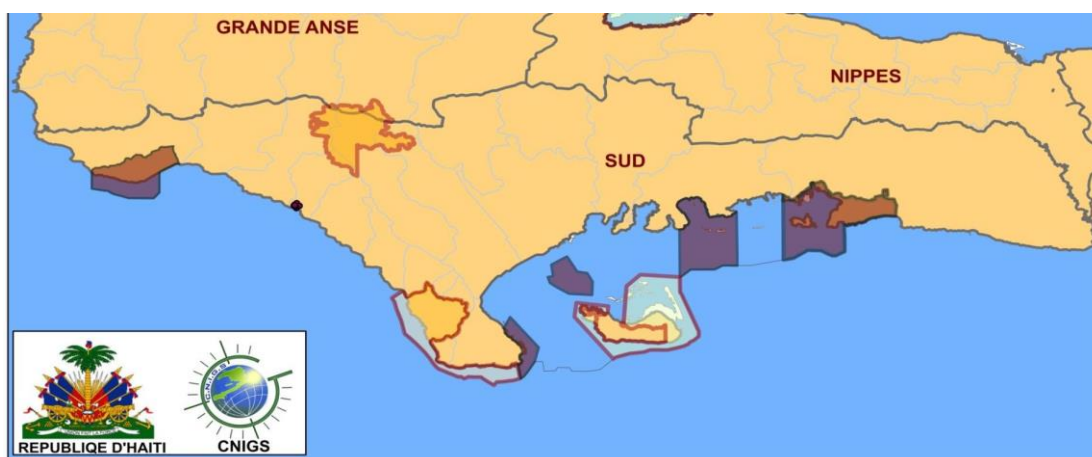 GRANDE ANSE
NIPPES
SUD
C.N.I.G.S
REPUBLIQE D'HAITI
CNIGS